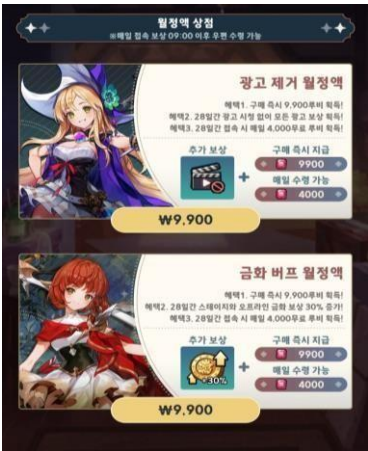 월정액 상점
※매일 접속 보상 09:00 이후 우편 수령 가능
광고 제거 월정액
혜택1. 구매 즉시 9,900루비 획득!
혜택2. 28일간 광고 시청 없이 모든 광고 보상 획득!
혜택3. 28일간 접속 시 매일 4,000무료 루비 획득!
추가 보상
구매 즉시 지급
9900
매일 수령 가능
4000
₩9,900
금화 버프 월정액
혜택1. 구매 즉시 9,900루비 획득!
혜택2. 28일간 스테이지와 오프라인 금화 보상 30% 증가!
혜택3. 28일간 접속 시 매일 4,000무료 루비 획득!
추가 보상
구매 즉시 지급
9900
+30%
매일 수령 가능
4000
₩9,900